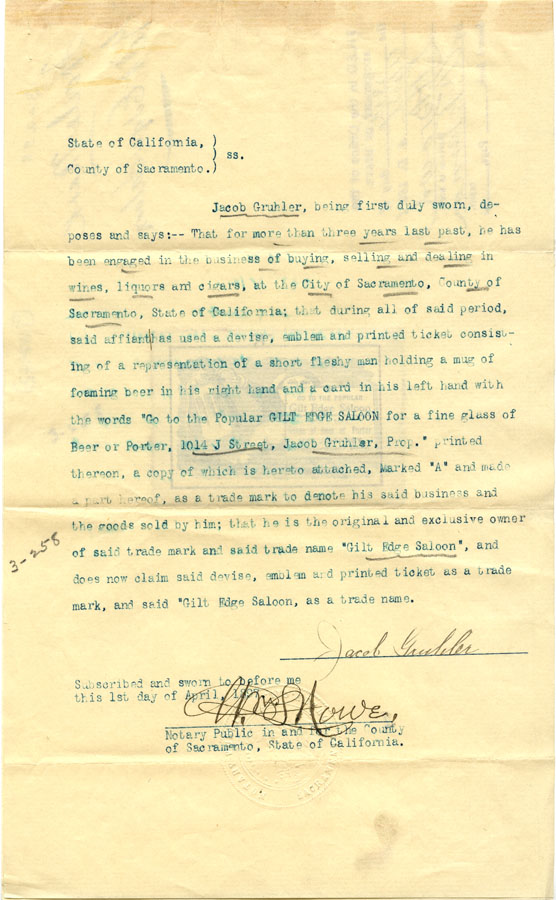 State of California, )
) ss.
County of Sacramento.)
Jacob Gruhler, being first duly sworn, de-
poses and says:-- That for more than three years last past, he has
been engaged in the business of buying, selling and dealing in
wines, liquors and cigars, at the City of Sacramento, County of
Sacramento, State of California; that during all of said period,
said affiant has used a devise, emblem and printed ticket consist-
ing of a representation of a short fleshy man holding a mug of
foaming beer in his right hand and a card in his left hand with
the words "Go to the Popular GILT EDGE SALOON for a fine glass of
Beer or Porter, 1014 J Street, Jacob Gruhler, Prop." printed
thereon, a copy of which is hereto attached, Marked "A" and made
a part hereof, as a trade mark to denote his said business and
the goods sold by him; that he is the original and exclusive owner
3-258
of said trade mark and said trade name "Gilt Edge Saloon", and
does now claim said devise, emblem and printed ticket as a trade
mark, and said "Gilt Edge Saloon, as a trade name.
Jacob Gruhler
Subscribed and sworn to before me
this 1st day of April,
Howe,
Notary Public in and for the County
of Sacramento, State of California.